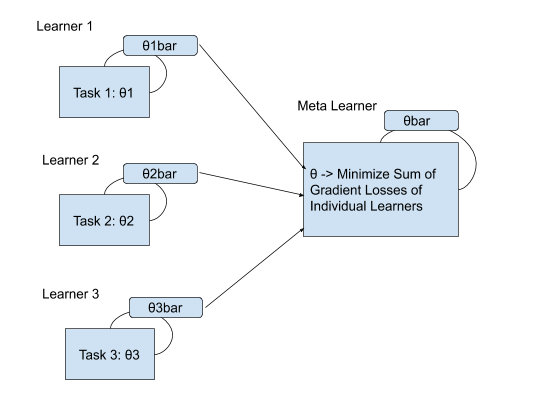 Learner 1
θ1bar
Task 1: θ1
Learner 2
θ2bar
Task 2: θ2
Learner 3
θ3bar
Task 3: θ3
Meta Learner
θbar
θ -> Minimize Sum of
Gradient Losses of
Individual Learners